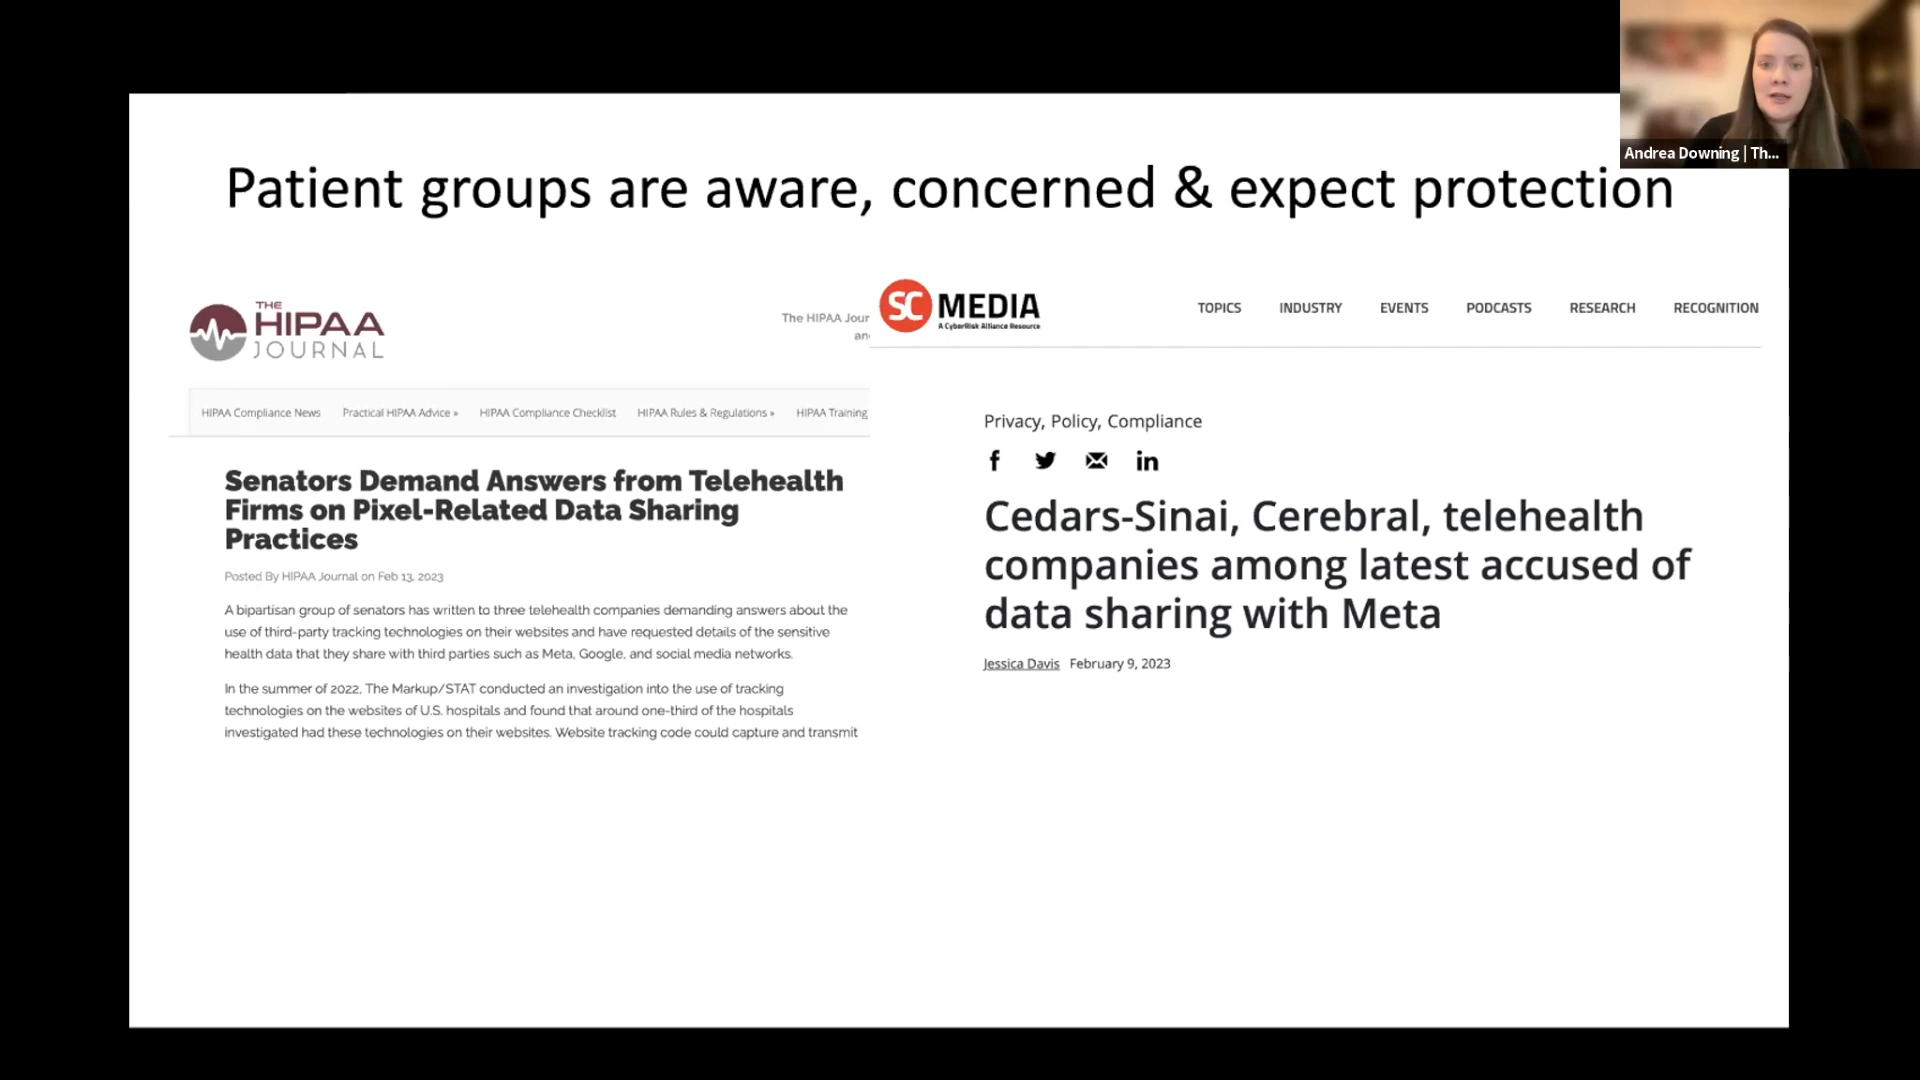 Andrea Downing | Th...
Patient groups are aware, concerned & expect protection
THE
HIPAA
JOURNAL
The HIPAA Jour
an
HIPAA Compliance News Practical HIPAA Advice » HIPAA Compliance Checklist HIPAA Rules & Regulations » HIPAA Training
Senators Demand Answers from Telehealth
Firms on Pixel-Related Data Sharing
Practices
Posted By HIPAA Journal on Feb 13, 2023
A bipartisan group of senators has written to three telehealth companies demanding answers about the
use of third-party tracking technologies on their websites and have requested details of the sensitive
health data that they share with third parties such as Meta, Google, and social media networks.
In the summer of 2022, The Markup/STAT conducted an investigation into the use of tracking
technologies on the websites of U.S. hospitals and found that around one-third of the hospitals
investigated had these technologies on their websites. Website tracking code could capture and transmit
SC MEDIA
A CyberRisk Alliance Resource
TOPICS INDUSTRY EVENTS PODCASTS RESEARCH RECOGNITION
Privacy, Policy, Compliance
Cedars-Sinai, Cerebral, telehealth
companies among latest accused of
data sharing with Meta
Jessica Davis February 9, 2023